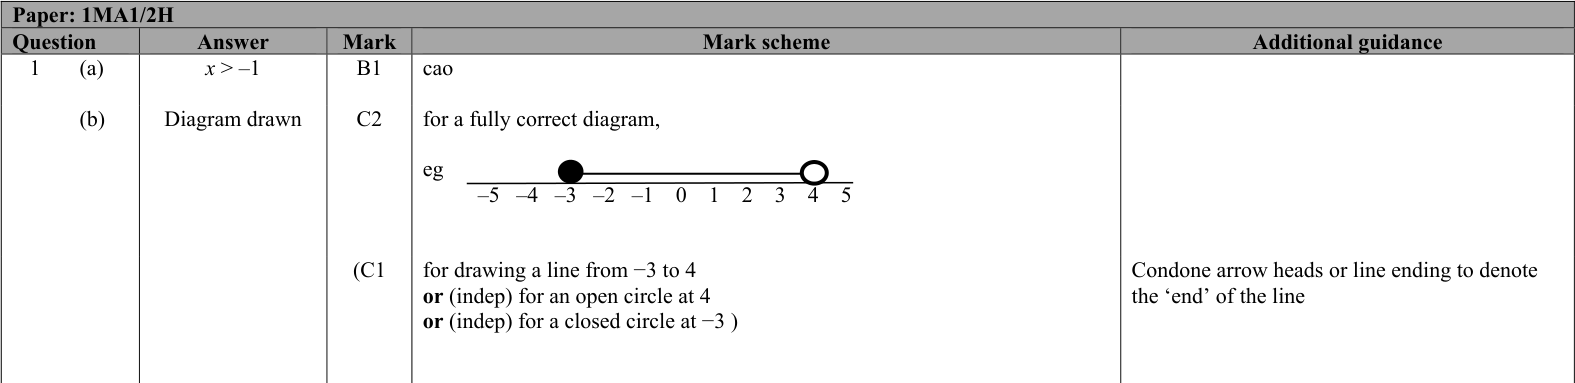 Paper: 1MA1/2H
Question Answer Mark Mark scheme Additional guidance
1 (a) x > –1 B1 cao
(b) Diagram drawn C2 for a fully correct diagram,
eg
–5 –4 –3 –2 –1 0 1 2 3 4 5
(C1 for drawing a line from −3 to 4 Condone arrow heads or line ending to denote
or (indep) for an open circle at 4 the ‘end’ of the line
or (indep) for a closed circle at −3 )